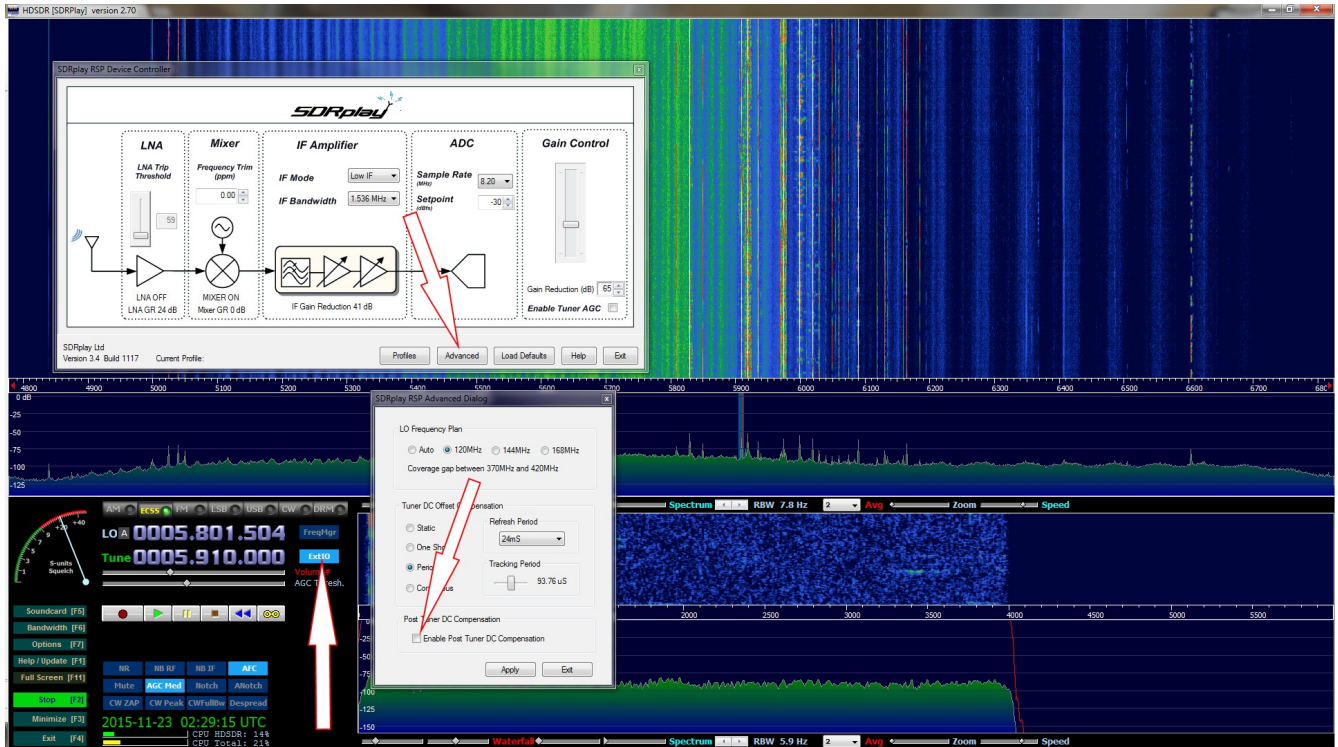 HDSDR [SDRPlay] version 2.70
SDRplay RSP Device Controller
SDRplay
LNA
LNA Trip
Threshold
59
LNA OFF
LNA GR 24 dB
Mixer
Frequency Trim
(ppm)
0.00
MIXER ON
Mixer GR 0 dB
IF Amplifier
IF Mode
Low IF
IF Bandwidth
1.536 MHz
IF Gain Reduction 41 dB
ADC
Sample Rate
(MHz)
8.20
Setpoint
(dBfs)
-30
Gain Control
Gain Reduction (dB) 65
Enable Tuner AGC
SDRplay Ltd
Version 3.4 Build 1117 Current Profile:
Profiles Advanced Load Defaults Help Exit
4800 4900 5000 5100 5200 5300 5400 5500 5600 5700 5800 5900 6000 6100 6200 6300 6400 6500 6600 6700
0 dB
-25
-50
-75
-100
-125
SDRplay RSP Advanced Dialog
LO Frequency Plan
Auto 120MHz 144MHz 168MHz
Coverage gap between 370MHz and 420MHz
Tuner DC Offset
Static
One
Refresh Period
24mS
Tracking Period
93.76 uS
Post Tuner DC Compensation
Enable Post Tuner DC Compensation
Apply Exit
Spectrum RBW 7.8 Hz 2 Avg Zoom Speed
+20 +40
9
7
5
3
1
S-units
Squelch
AM ECSS FM LSB USB CW DRM
LO A 0005.801.504 FreqMgr
Tune 0005.910.000 ExtIO
AGC Thresh.
Soundcard [F5]
Bandwidth [F6]
Options [F7]
Help / Update [F1]
Full Screen [F11]
Stop [F2]
Minimize [F3]
Exit [F4]
NR NB RF NB IF AFC
Mute AGC Med Notch ANotch
CW ZAP CW Peak CWFullBw Despread
2015-11-23 02:29:15 UTC
CPU HDSDR: 14%
CPU Total: 21%
2000 2500 3000 3500 4000 4500 5000 5500
-100
-125
-150
Waterfall Spectrum RBW 5.9 Hz 2 Avg Zoom Speed